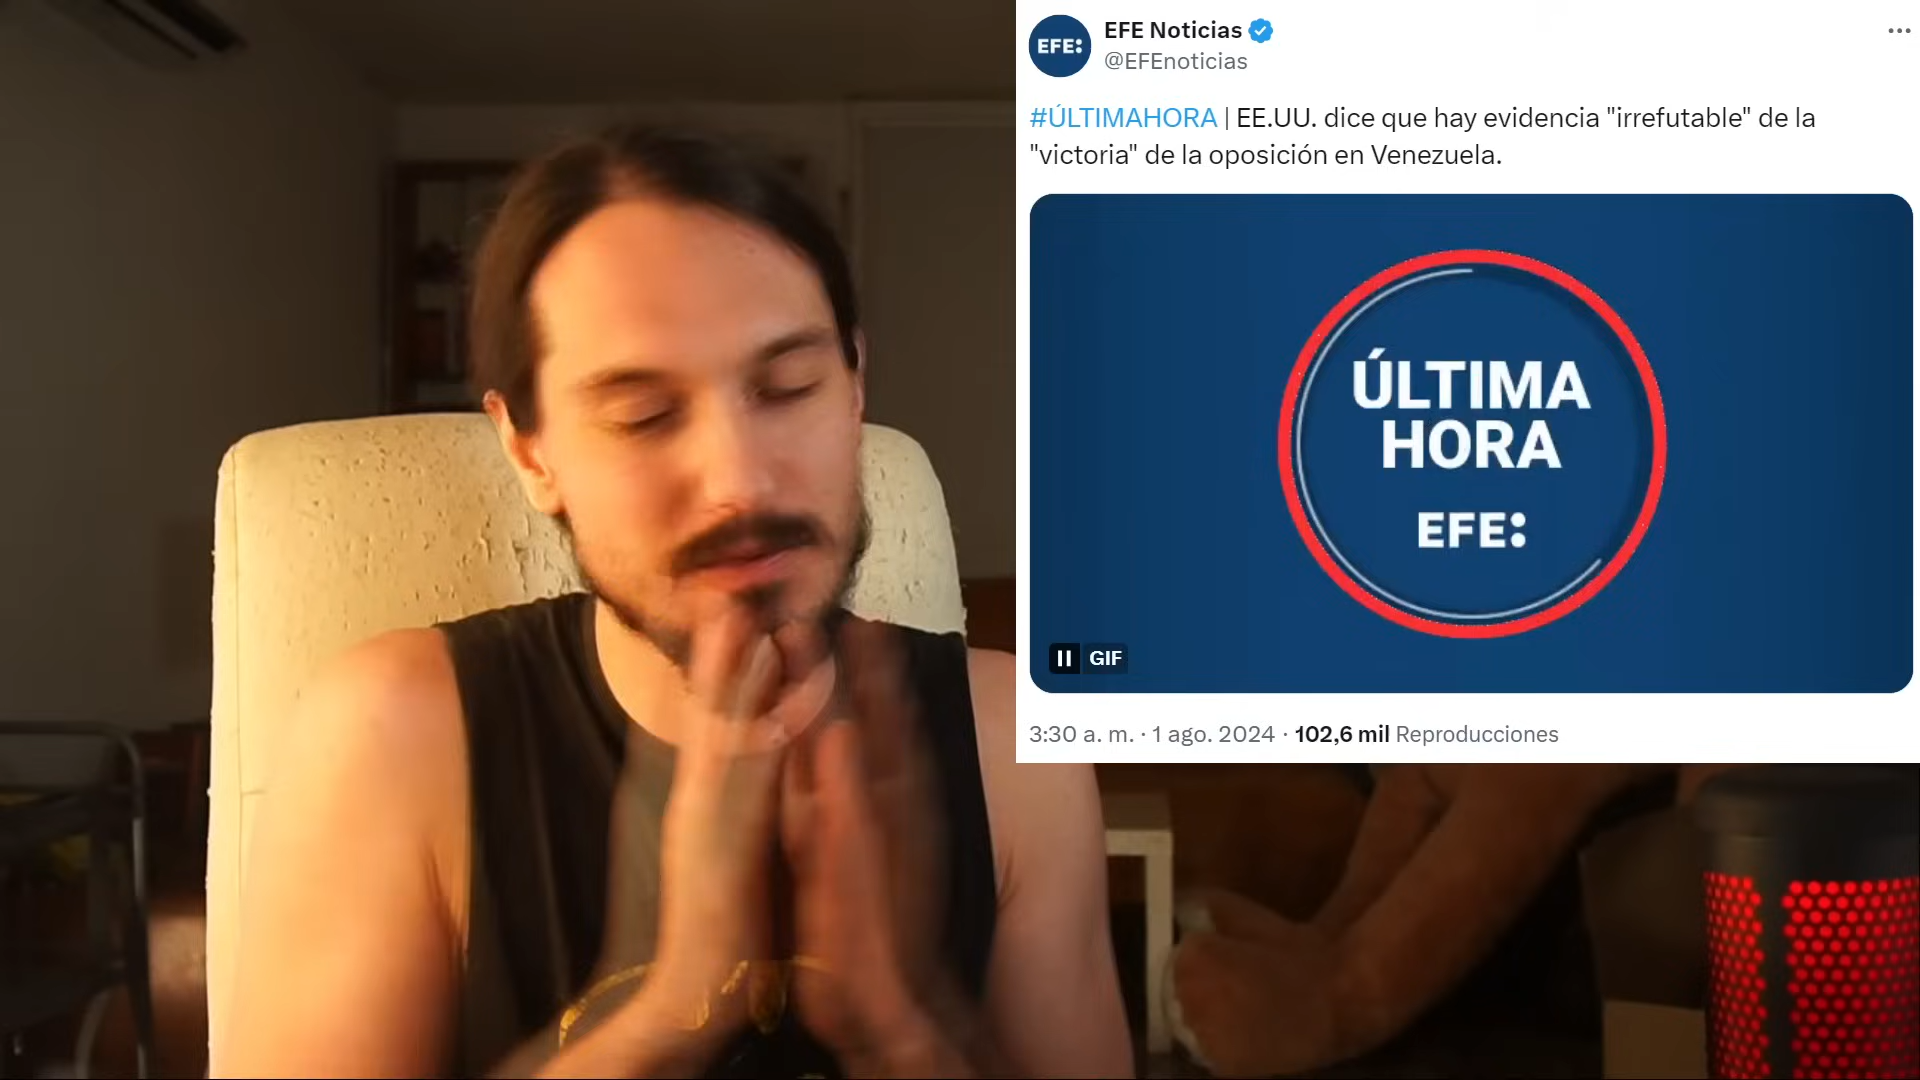 EFE:
EFE Noticias
@EFEnoticias
#ÚLTIMAHORA | EE.UU. dice que hay evidencia "irrefutable" de la
"victoria" de la oposición en Venezuela.
ÚLTIMA
HORA
EFE:
GIF
3:30 a. m. · 1 ago. 2024 · 102,6 mil Reproducciones